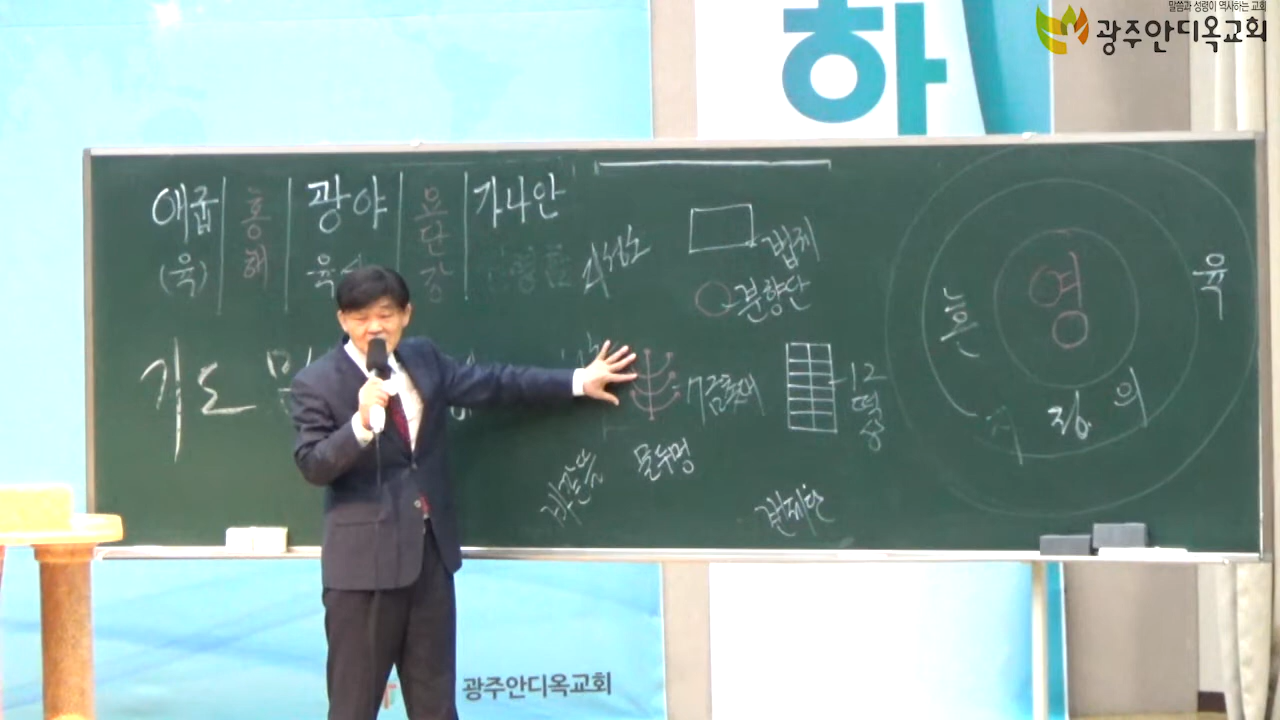 말씀과 성령이 역사하는 교회
광주안디옥교회
하
애굽 홍해 광야 요단강 가나안
(육) 육
지성소
법궤
분향단
기도
7금촛대
12떡상
물두멍
번제단
영
혼
육
지 정 의
광주안디옥교회